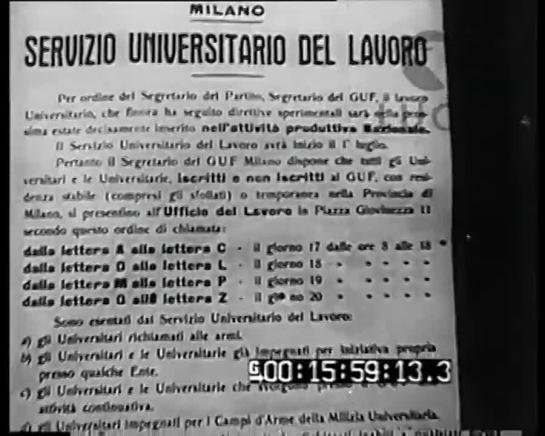 MILANO
SERVIZIO UNIVERSITARIO DEL LAVORO
Per ordine del Segretario del Partito, Segretario del GUF, il lavoro
Universitario, che finora ha seguito direttive sperimentali sarà nella pros-
sima estate decisamente inserito nell'attività produttiva Nazionale.
Il Servizio Universitario del Lavoro avrà inizio il 1° luglio.
Pertanto il Segretario del GUF Milano dispone che tutti gli Uni-
versitari e le Universitarie, iscritti o non iscritti al GUF, con resi-
denza stabile (compresi gli sfollati) o temporanea nella Provincia di
Milano, si presentino all'Ufficio del Lavoro in Piazza Giovinezza 11
secondo questo ordine di chiamata:
dalla lettera A alla lettera C - il giorno 17 dalle ore 8 alle 18
dalla lettera D alla lettera L - il giorno 18 » » » »
dalla lettera M alla lettera P - il giorno 19 » » » »
dalla lettera Q alla lettera Z - il gio no 20 » » » »
Sono esentati dal Servizio Universitario del Lavoro:
a) gli Universitari richiamati alle armi.
b) gli Universitari e le Universitarie già impegnati per iniziativa propria
presso qualche Ente.
00:15:59:13.3
c) gli Universitari e le Universitarie che
attività continuativa.
d) gli Universitari impegnati per i Campi d'Arme della Milizia Universitaria.